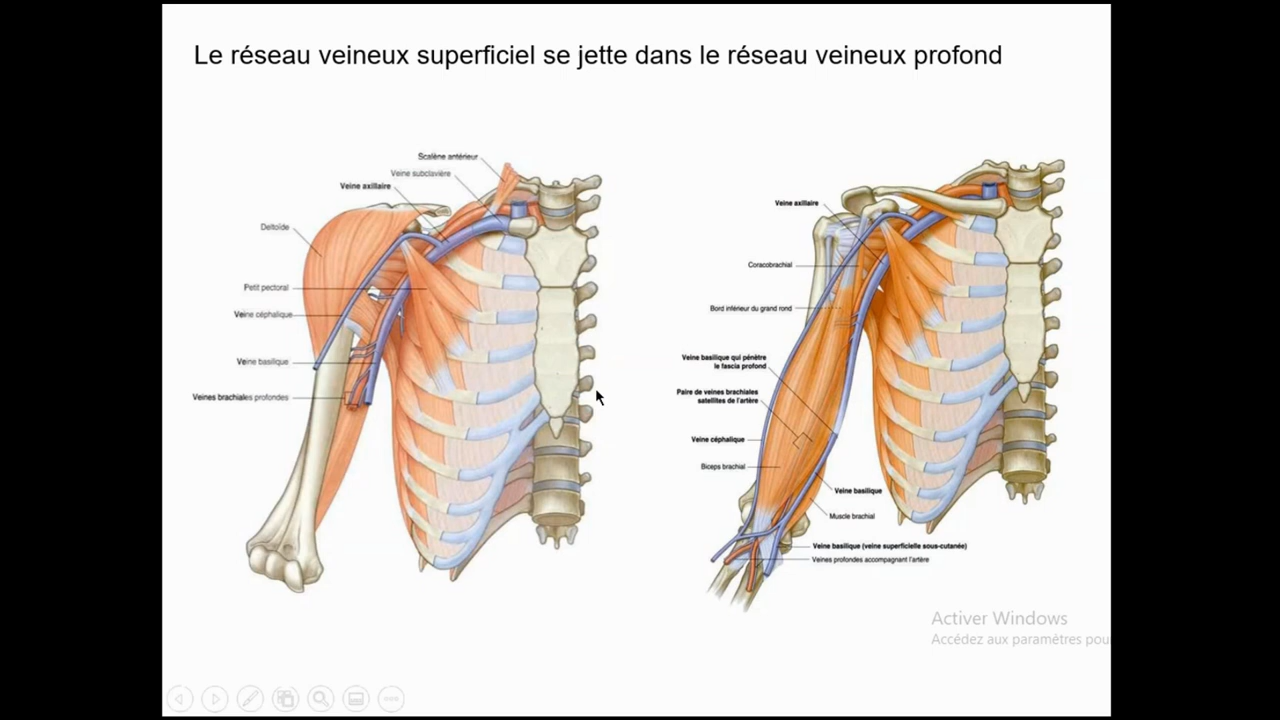 Le réseau veineux superficiel se jette dans le réseau veineux profond
Scalène antérieur
Veine subclavière
Veine axillaire
Deltoïde
Petit pectoral
Veine céphalique
Veine basilique
Veines brachiales profondes
Veine axillaire
Coracobrachial
Bord inférieur du grand rond
Veine basilique qui pénètre
le fascia profond
Paire de veines brachiales
satellites de l'artère
Veine céphalique
Biceps brachial
Veine basilique
Muscle brachial
Veine basilique (veine superficielle sous-cutanée)
Veines profondes accompagnant l'artère
Activer Windows
Accédez aux paramètres pou